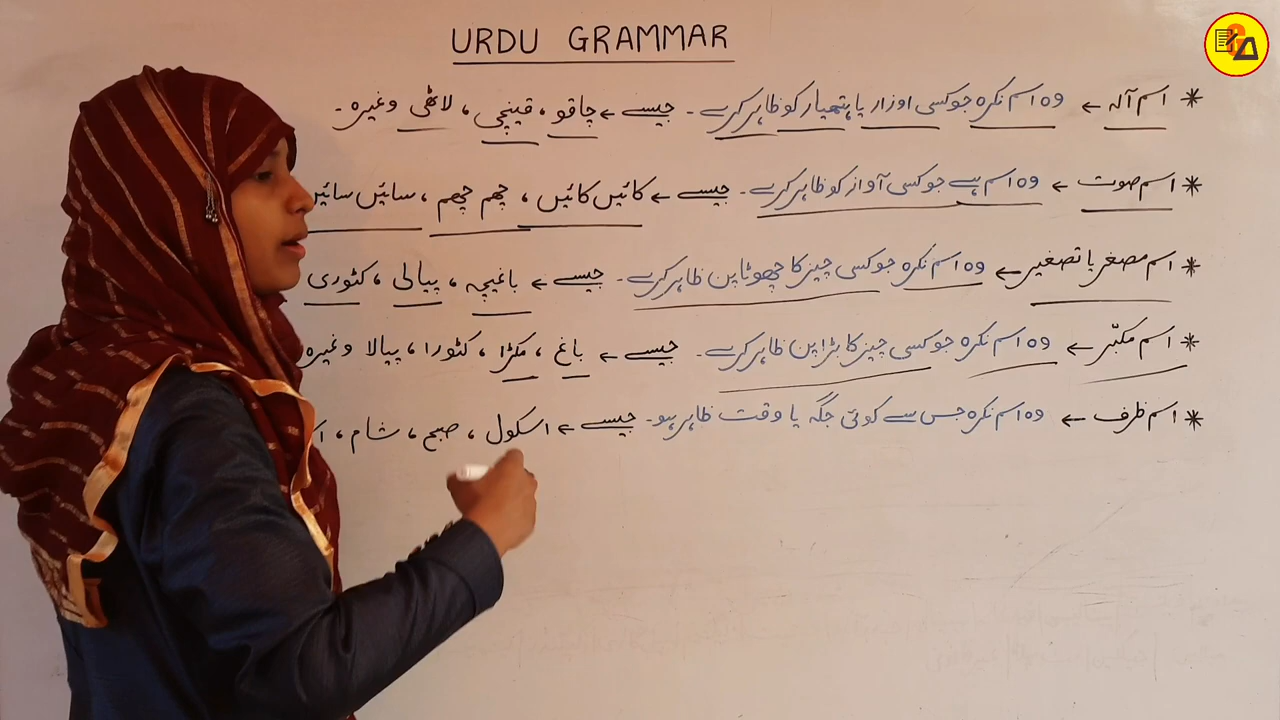 URDU GRAMMAR
* اسم آلہ ← وہ اسم نکرہ جو کسی اوزار یا ہتھیار کو ظاہر کرے۔ جیسے ← چاقو، قینچی، لاٹھی وغیرہ۔
* اسم صوت ← وہ اسم ہے جو کسی آواز کو ظاہر کرے۔ جیسے ← کائیں کائیں، چھم چھم، سائیں سائیں
* اسم مصغر یا تصغیر ← وہ اسم نکرہ جو کسی چیز کا چھوٹا پن ظاہر کرے۔ جیسے ← باغیچہ، پیالی، کٹوری
* اسم مکبّر ← وہ اسم نکرہ جو کسی چیز کا بڑا پن ظاہر کرے۔ جیسے ← باغ، مکڑا، کٹورا، پیالا وغیرہ
* اسم ظرف ← وہ اسم نکرہ جس سے کوئی جگہ یا وقت ظاہر ہو۔ جیسے ← اسکول، صبح، شام،